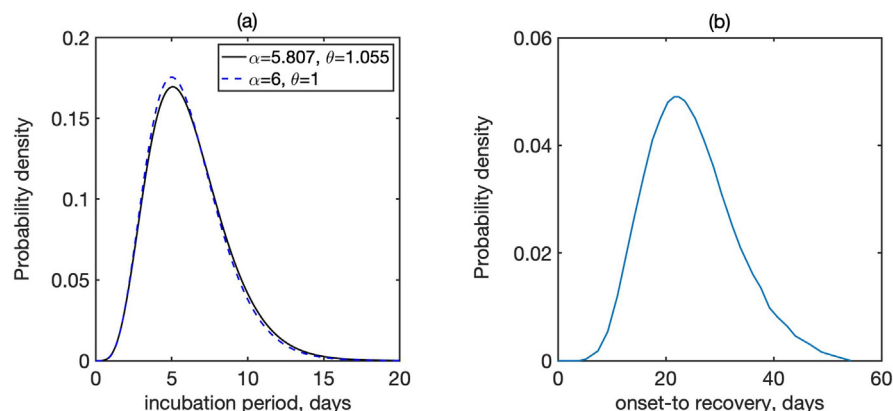 (a)
0.2
0.15
0.1
0.05
0
Probability density
α=5.807, θ=1.055
α=6, θ=1
0 5 10 15 20
incubation period, days
(b)
0.06
0.04
0.02
0
Probability density
0 20 40 60
onset-to recovery, days